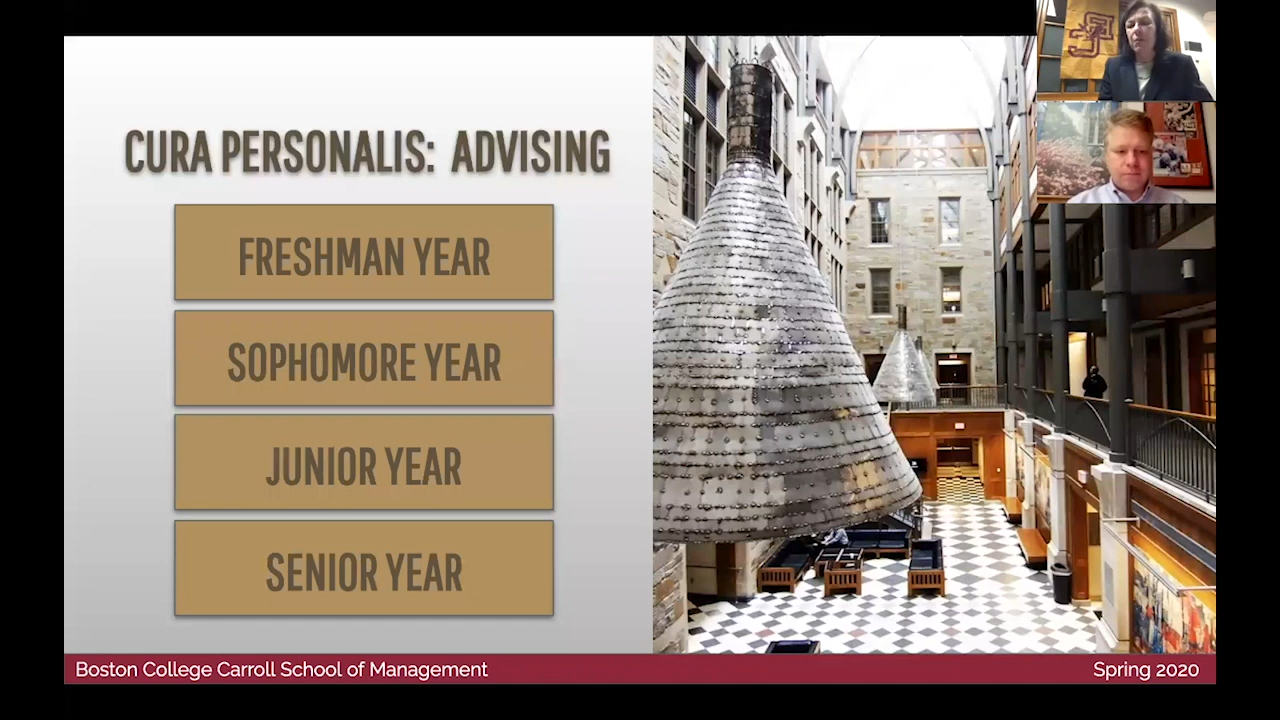 CURA PERSONALIS: ADVISING
FRESHMAN YEAR
SOPHOMORE YEAR
JUNIOR YEAR
SENIOR YEAR
Boston College Carroll School of Management
Spring 2020